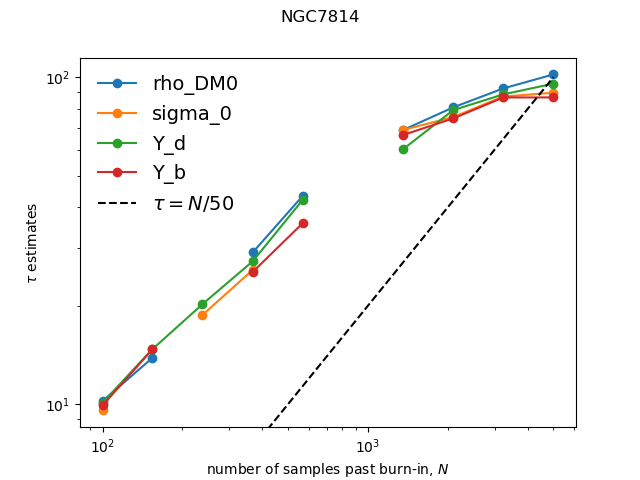 NGC7814
rho_DM0
sigma_0
Y_d
Y_b
τ = N/50
τ estimates
10²
10¹
10²
10³
number of samples past burn-in, N